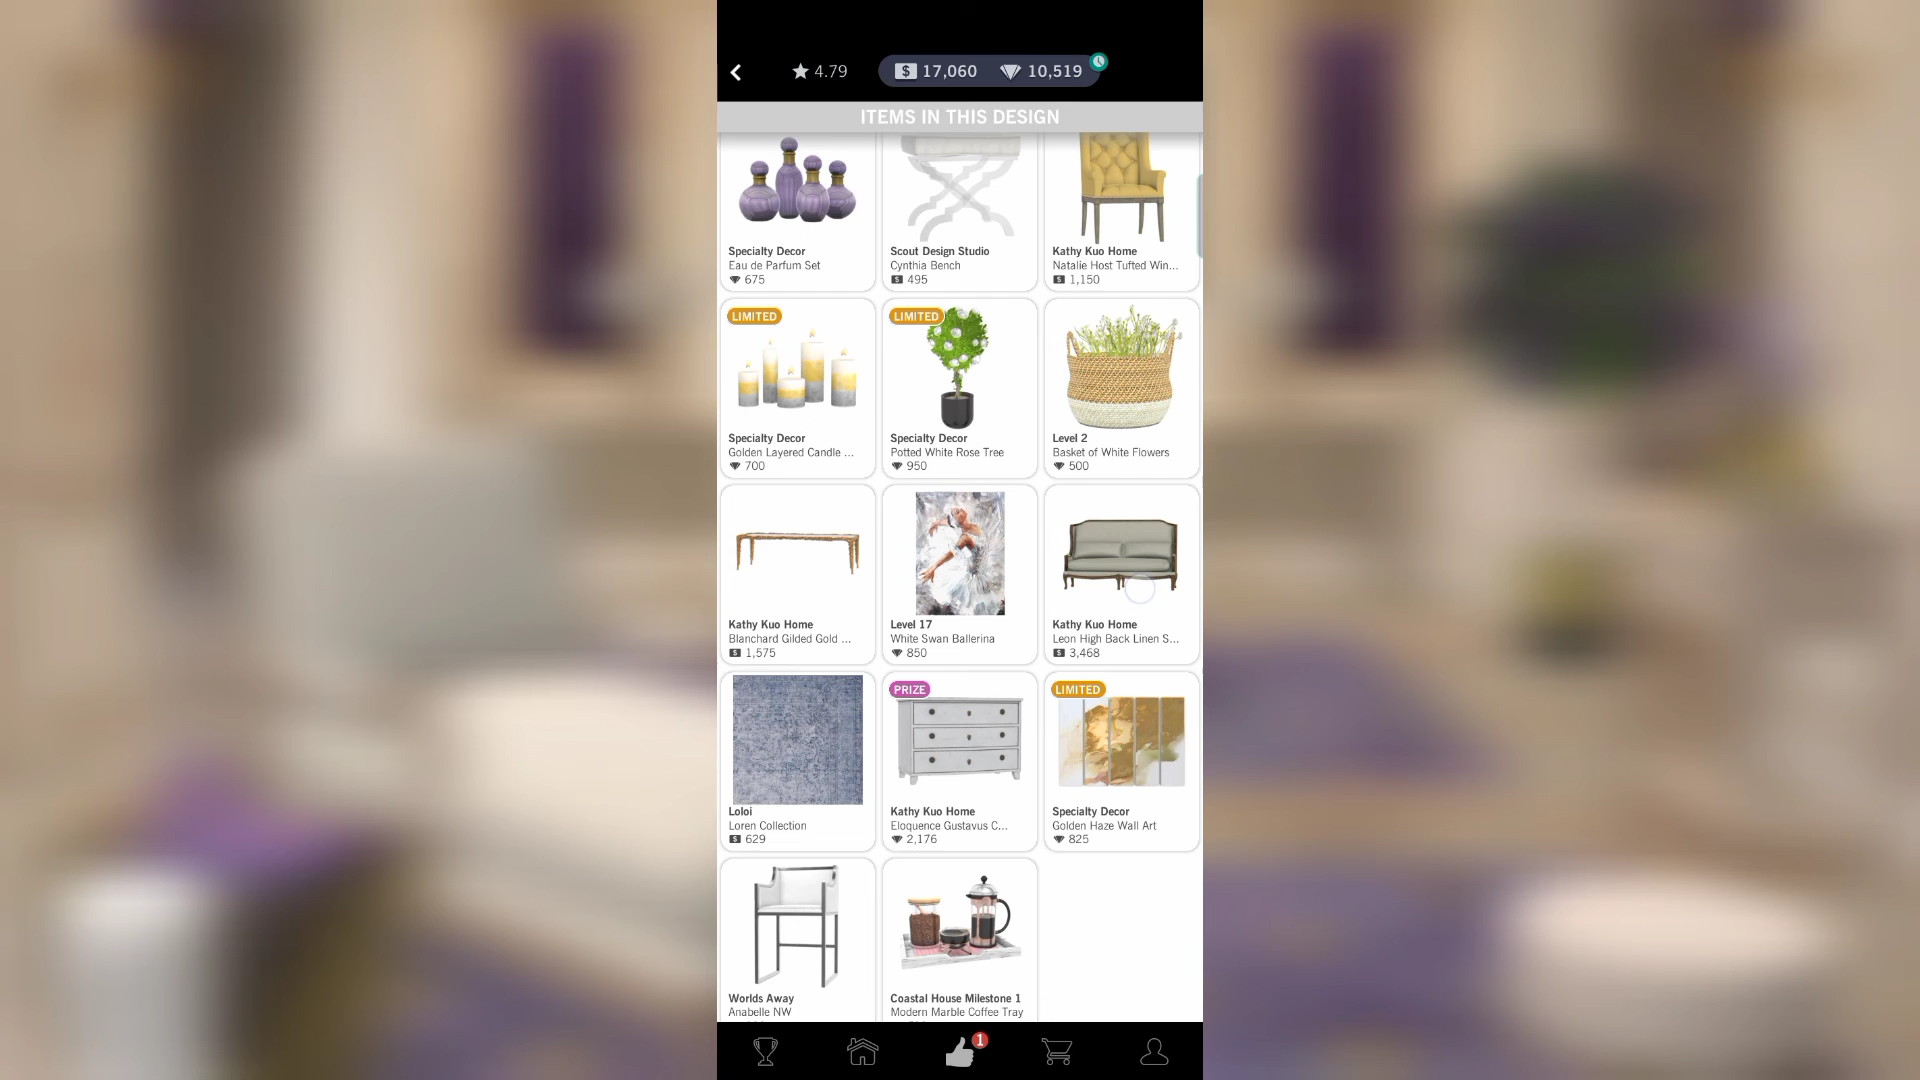 4.79
$ 17,060
10,519
ITEMS IN THIS DESIGN
Specialty Decor
Eau de Parfum Set
675
Scout Design Studio
Cynthia Bench
$ 495
Kathy Kuo Home
Natalie Host Tufted Win...
$ 1,150
LIMITED
Specialty Decor
Golden Layered Candle ...
700
LIMITED
Specialty Decor
Potted White Rose Tree
950
Level 2
Basket of White Flowers
500
Kathy Kuo Home
Blanchard Gilded Gold ...
$ 1,575
Level 17
White Swan Ballerina
850
Kathy Kuo Home
Leon High Back Linen S...
$ 3,468
Loloi
Loren Collection
$ 629
PRIZE
Kathy Kuo Home
Eloquence Gustavus C...
2,176
LIMITED
Specialty Decor
Golden Haze Wall Art
825
Worlds Away
Anabelle NW
Coastal House Milestone 1
Modern Marble Coffee Tray
1